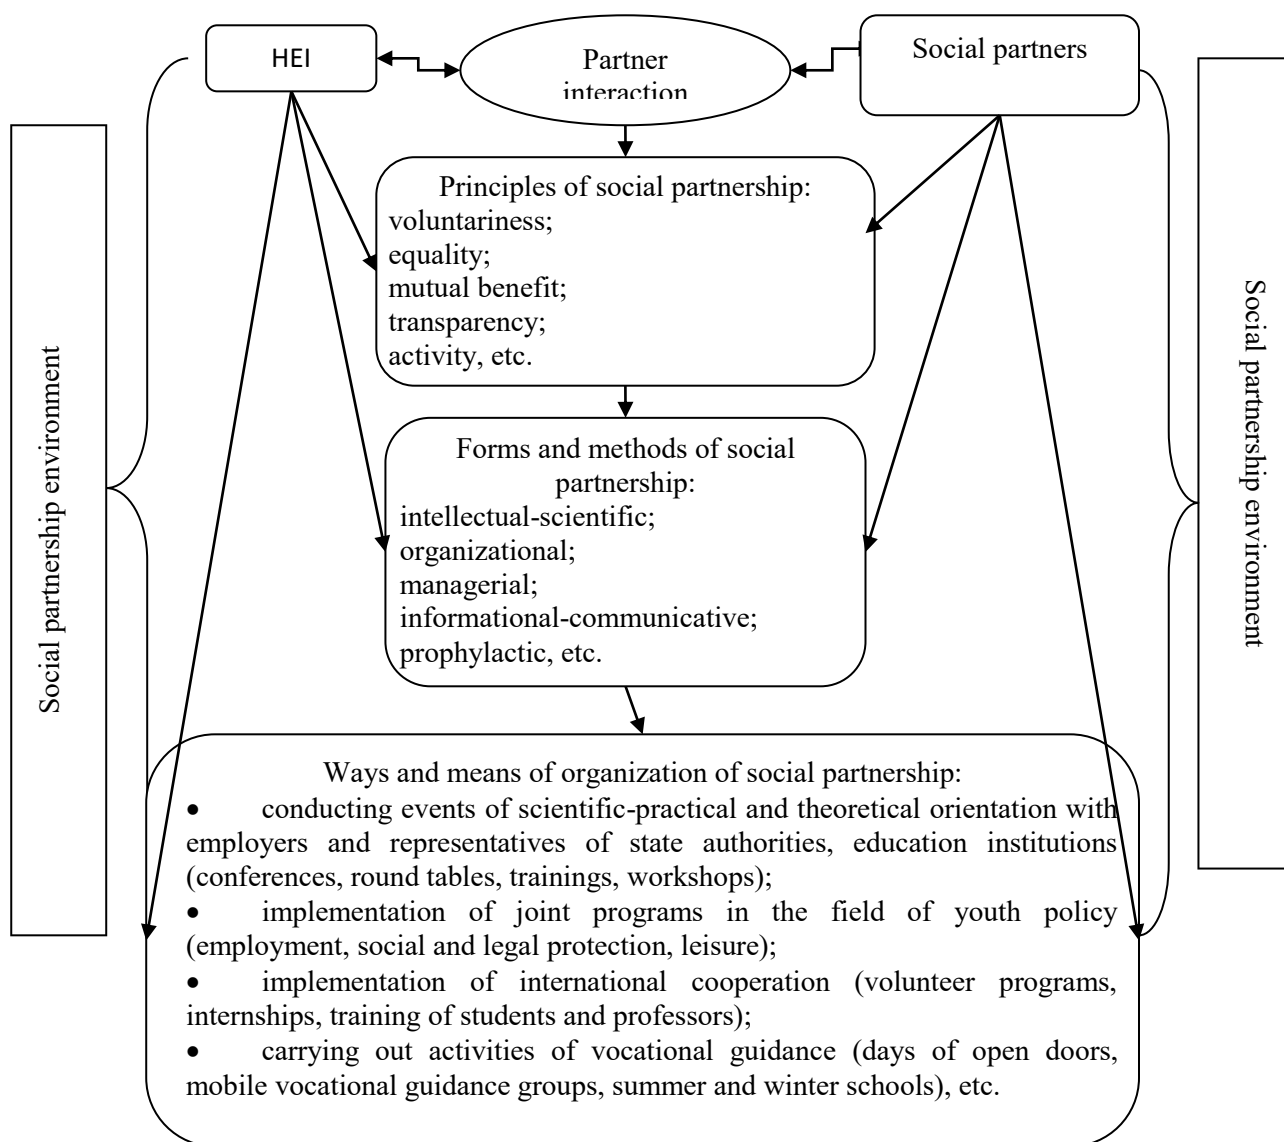 HEI
Partner
interaction
Social partners
Social partnership environment
Principles of social partnership:
voluntariness;
equality;
mutual benefit;
transparency;
activity, etc.
Forms and methods of social
partnership:
intellectual-scientific;
organizational;
managerial;
informational-communicative;
prophylactic, etc.
Social partnership environment
Ways and means of organization of social partnership:
• conducting events of scientific-practical and theoretical orientation with
employers and representatives of state authorities, education institutions
(conferences, round tables, trainings, workshops);
• implementation of joint programs in the field of youth policy
(employment, social and legal protection, leisure);
• implementation of international cooperation (volunteer programs,
internships, training of students and professors);
• carrying out activities of vocational guidance (days of open doors,
mobile vocational guidance groups, summer and winter schools), etc.